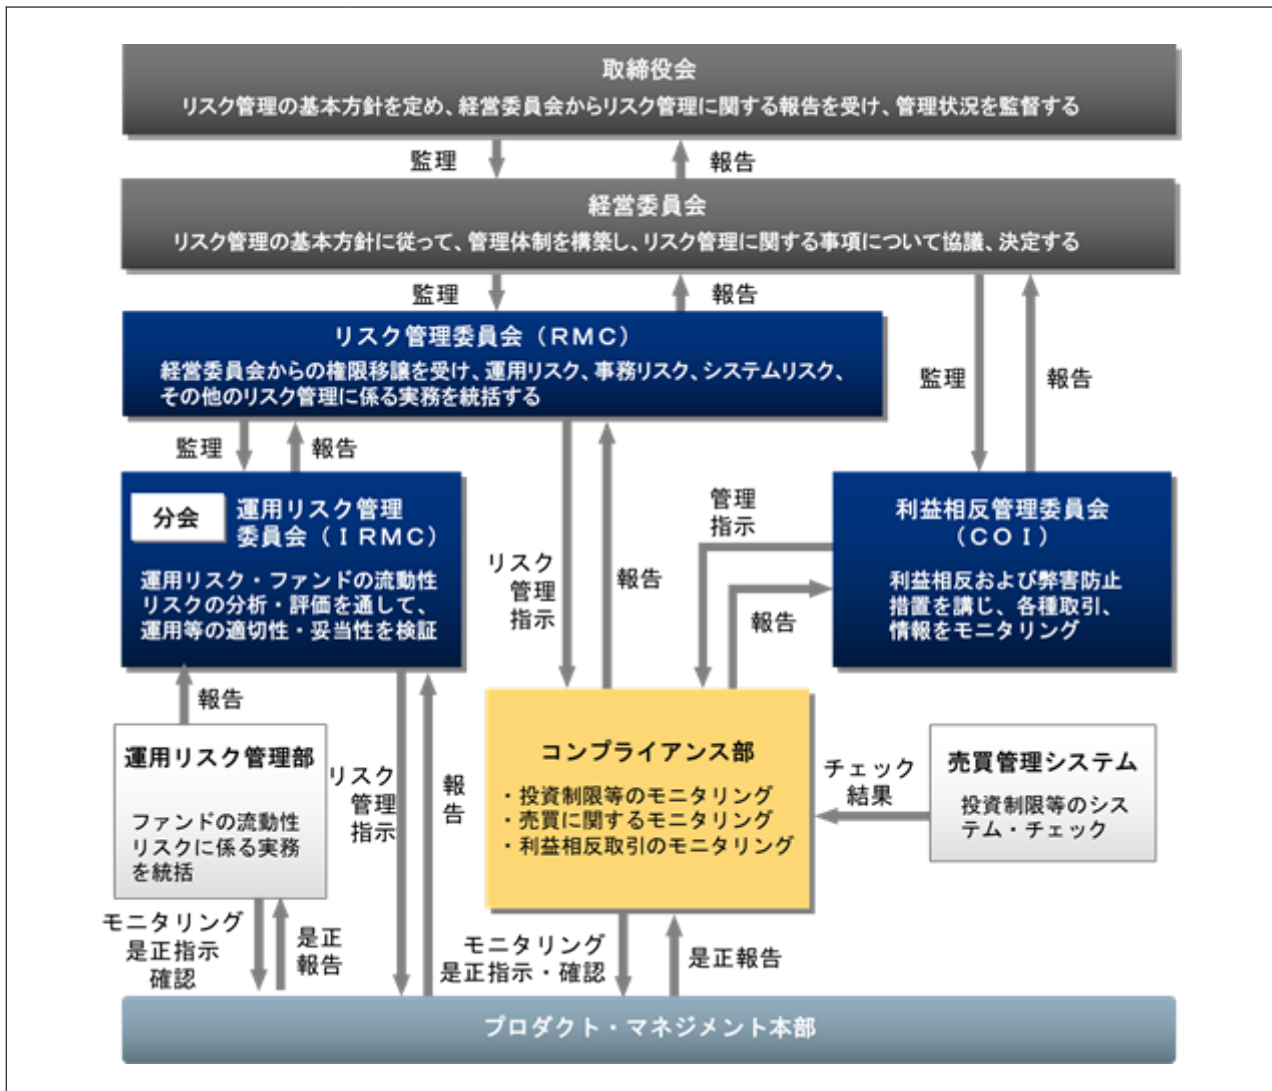 取締役会
リスク管理の基本方針を定め、経営委員会からリスク管理に関する報告を受け、管理状況を監督する
監理
報告
経営委員会
リスク管理の基本方針に従って、管理体制を構築し、リスク管理に関する事項について協議、決定する
監理
報告
リスク管理委員会（ＲＭＣ）
経営委員会からの権限移譲を受け、運用リスク、事務リスク、システムリスク、
その他のリスク管理に係る実務を統括する
監理
報告
監理
報告
分会
運用リスク管理
委員会（ＩＲＭＣ）
運用リスク・ファンドの流動性
リスクの分析・評価を通して、
運用等の適切性・妥当性を検証
リスク
管理
指示
報告
管理
指示
報告
利益相反管理委員会
（ＣＯＩ）
利益相反および弊害防止
措置を講じ、各種取引、
情報をモニタリング
報告
運用リスク管理部
ファンドの流動性
リスクに係る実務
を統括
リスク
管理
指示
報
告
コンプライアンス部
・投資制限等のモニタリング
・売買に関するモニタリング
・利益相反取引のモニタリング
チェック
結果
売買管理システム
投資制限等のシス
テム・チェック
モニタリング
是正指示
確認
是正
報告
モニタリング
是正指示・確認
是正報告
プロダクト・マネジメント本部